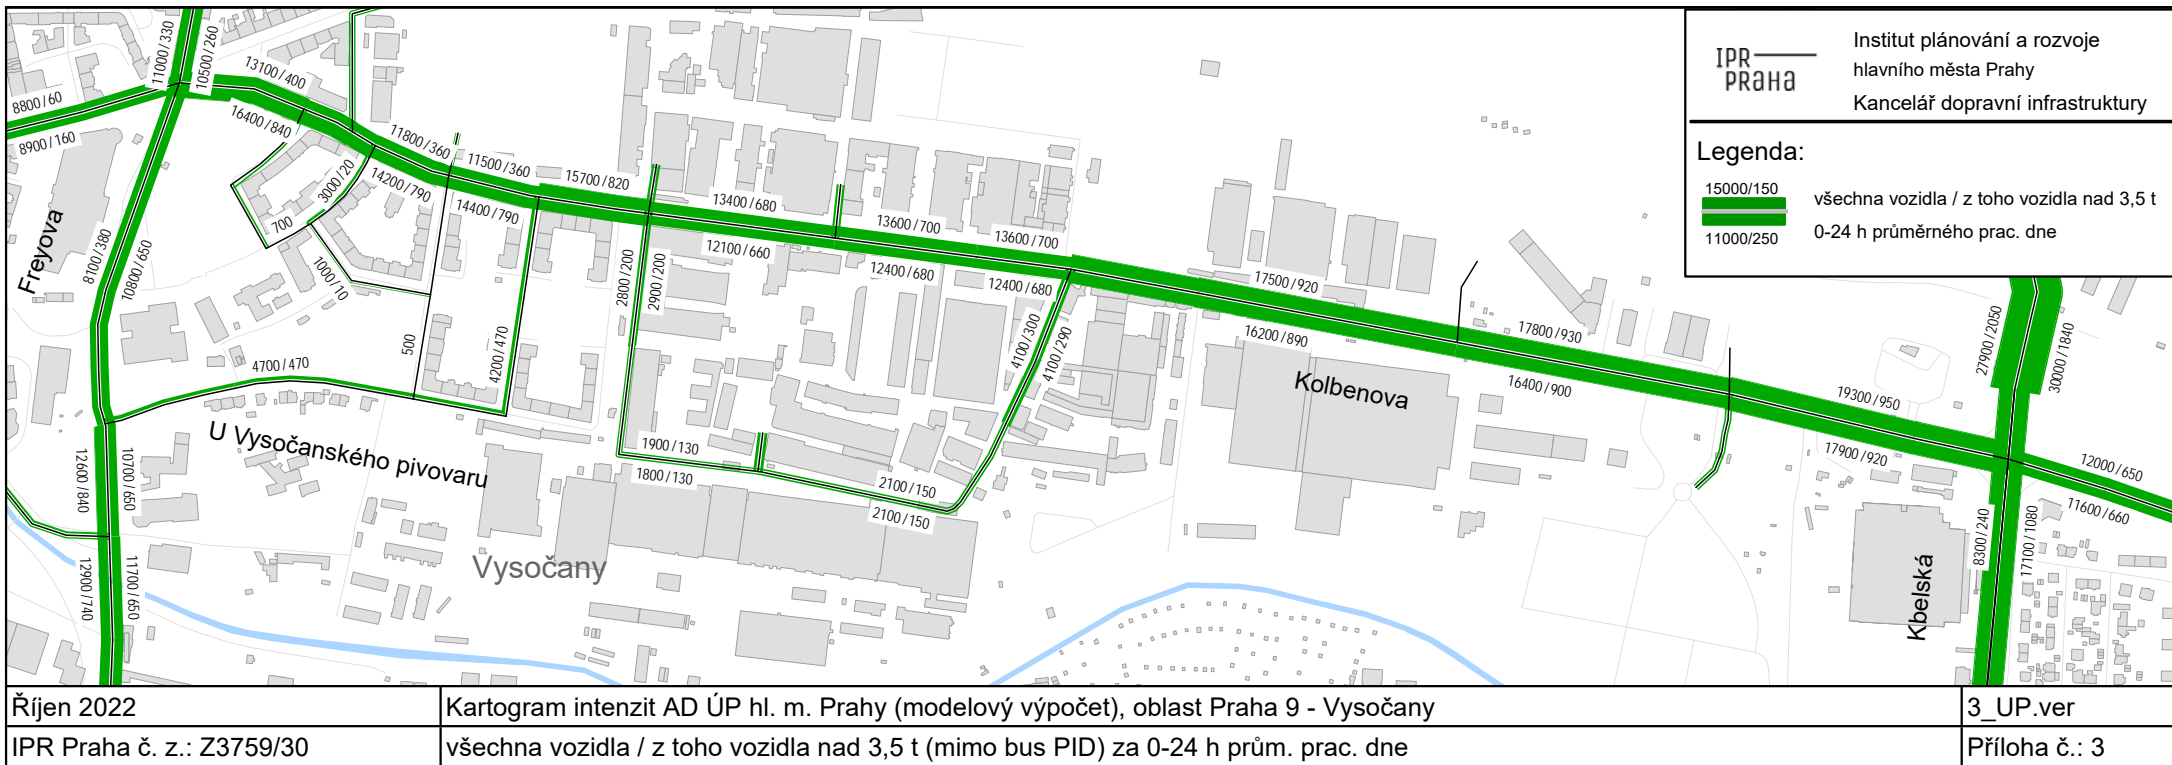 IPR
PRAHA
Institut plánování a rozvoje
hlavního města Prahy
Kancelář dopravní infrastruktury
Legenda:
15000/150
11000/250
všechna vozidla / z toho vozidla nad 3,5 t
0-24 h průměrného prac. dne
11000/330
10500/260
13100/400
8800/60
8900/160
16400/840
11800/360
11500/360
15700/820
3000/20
14200/790
14400/790
13400/680
12100/660
13600/700
13600/700
12400/680
12400/680
700
Freyova
8100/380
10800/650
1000/10
2800/200
2900/200
17500/920
16200/890
17800/930
16400/900
27900/2050
30000/1840
500
4200/470
4100/300
4100/290
4700/470
Kolbenova
19300/950
17900/920
U Vysočanského pivovaru
1900/130
1800/130
2100/150
2100/150
12600/840
10700/650
12000/650
11600/660
12900/740
11700/650
Vysočany
8300/240
17100/1080
Kbelská
Říjen 2022
Kartogram intenzit AD ÚP hl. m. Prahy (modelový výpočet), oblast Praha 9 - Vysočany
3_UP.ver
IPR Praha č. z.: Z3759/30
všechna vozidla / z toho vozidla nad 3,5 t (mimo bus PID) za 0-24 h prům. prac. dne
Příloha č.: 3